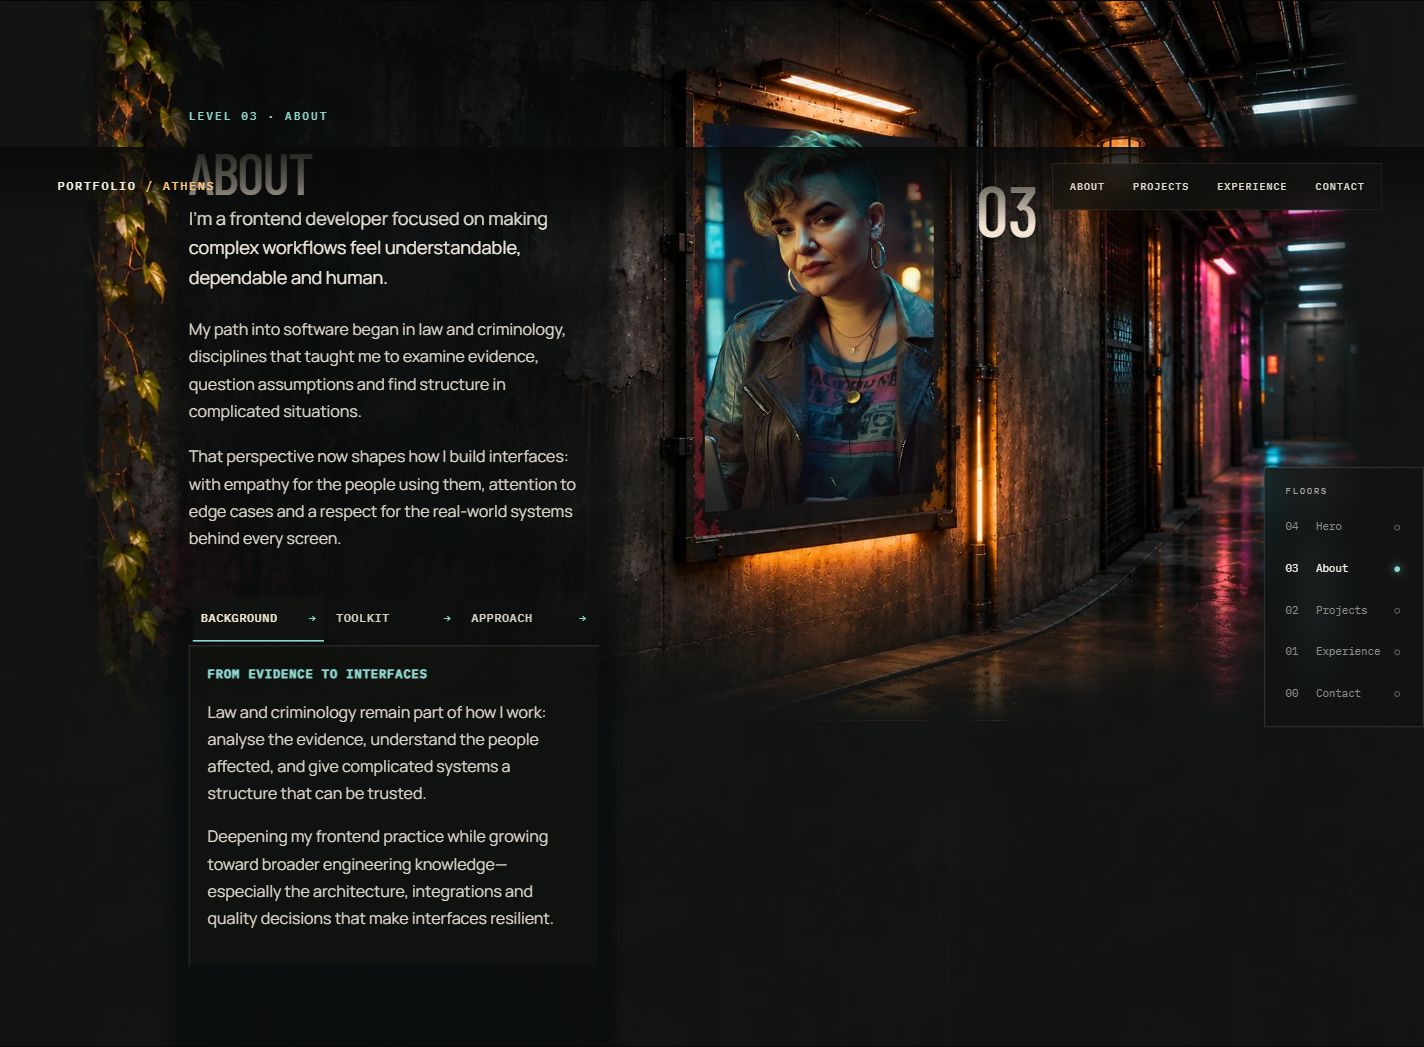 LEVEL 03 · ABOUT
ABOUT
PORTFOLIO / ATHENS
03
ABOUT PROJECTS EXPERIENCE CONTACT
I'm a frontend developer focused on making
complex workflows feel understandable,
dependable and human.
My path into software began in law and criminology,
disciplines that taught me to examine evidence,
question assumptions and find structure in
complicated situations.
That perspective now shapes how I build interfaces:
with empathy for the people using them, attention to
edge cases and a respect for the real-world systems
behind every screen.
BACKGROUND → TOOLKIT → APPROACH →
FROM EVIDENCE TO INTERFACES
Law and criminology remain part of how I work:
analyse the evidence, understand the people
affected, and give complicated systems a
structure that can be trusted.
Deepening my frontend practice while growing
toward broader engineering knowledge—
especially the architecture, integrations and
quality decisions that make interfaces resilient.
FLOORS
04 Hero
03 About
02 Projects
01 Experience
00 Contact